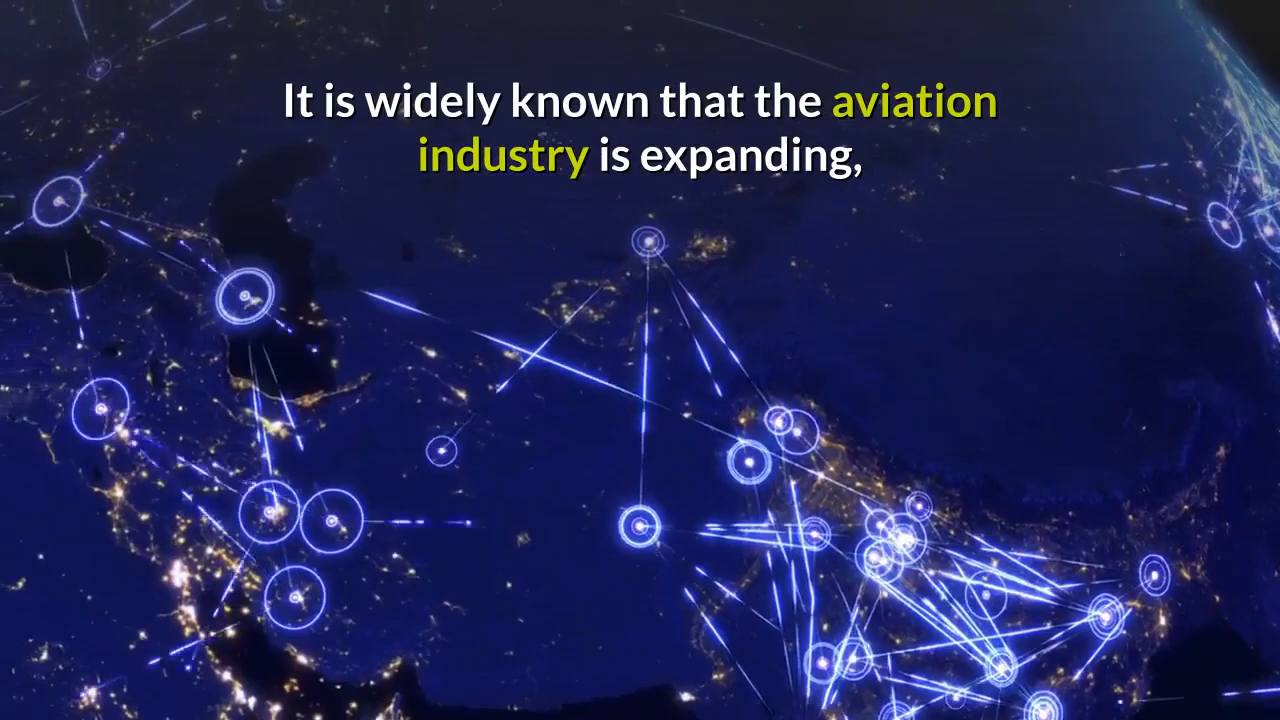 It is widely known that the aviation
industry is expanding,